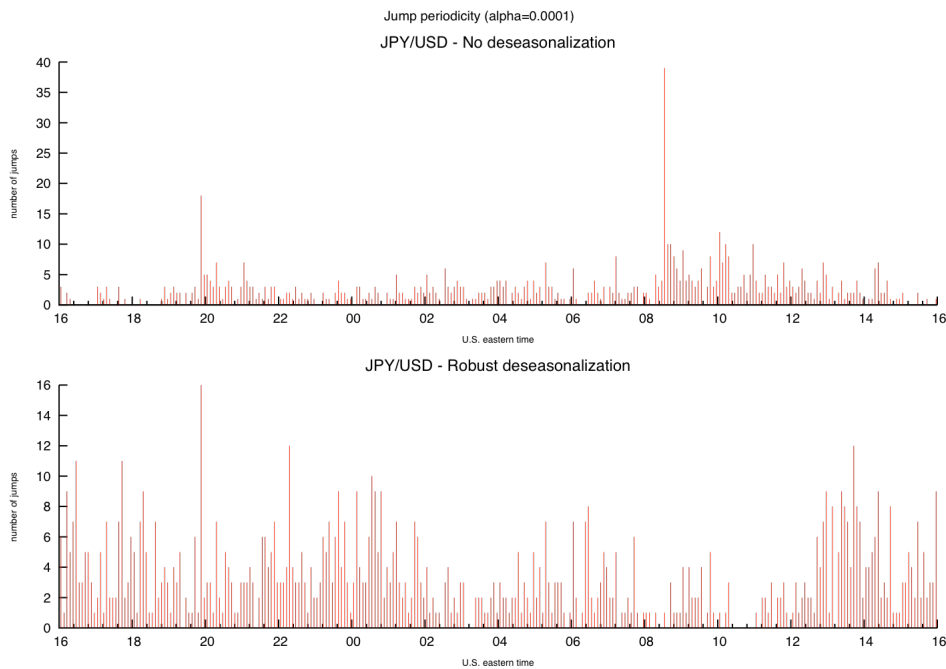 Jump periodicity (alpha=0.0001)
JPY/USD - No deseasonalization
40
35
30
25
20
15
10
5
0
number of jumps
16 18 20 22 00 02 04 06 08 10 12 14 16
U.S. eastern time
JPY/USD - Robust deseasonalization
16
14
12
10
8
6
4
2
0
number of jumps
16 18 20 22 00 02 04 06 08 10 12 14 16
U.S. eastern time